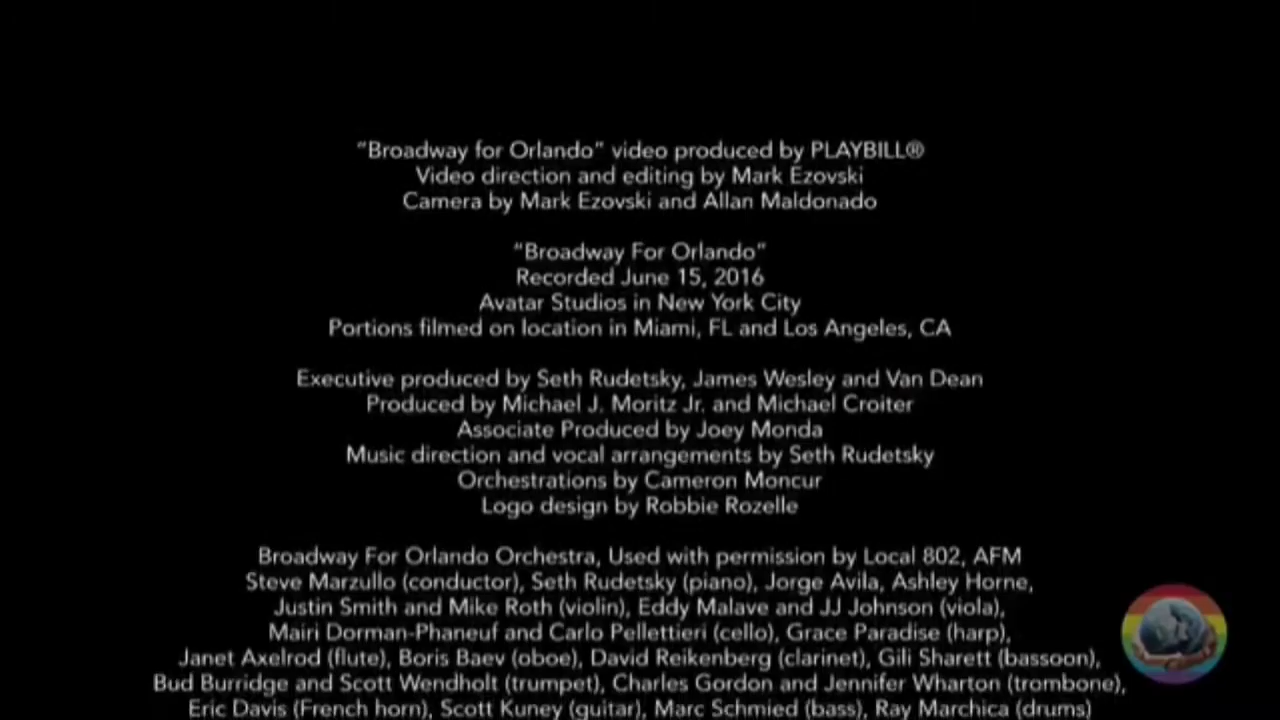 “Broadway for Orlando” video produced by PLAYBILL®
Video direction and editing by Mark Ezovski
Camera by Mark Ezovski and Allan Maldonado
“Broadway For Orlando”
Recorded June 15, 2016
Avatar Studios in New York City
Portions filmed on location in Miami, FL and Los Angeles, CA
Executive produced by Seth Rudetsky, James Wesley and Van Dean
Produced by Michael J. Moritz Jr. and Michael Croiter
Associate Produced by Joey Monda
Music direction and vocal arrangements by Seth Rudetsky
Orchestrations by Cameron Moncur
Logo design by Robbie Rozelle
Broadway For Orlando Orchestra, Used with permission by Local 802, AFM
Steve Marzullo (conductor), Seth Rudetsky (piano), Jorge Avila, Ashley Horne,
Justin Smith and Mike Roth (violin), Eddy Malave and JJ Johnson (viola),
Mairi Dorman-Phaneuf and Carlo Pellettieri (cello), Grace Paradise (harp),
Janet Axelrod (flute), Boris Baev (oboe), David Reikenberg (clarinet), Gili Sharett (bassoon),
Bud Burridge and Scott Wendholt (trumpet), Charles Gordon and Jennifer Wharton (trombone),
Eric Davis (French horn), Scott Kuney (guitar), Marc Schmied (bass), Ray Marchica (drums)